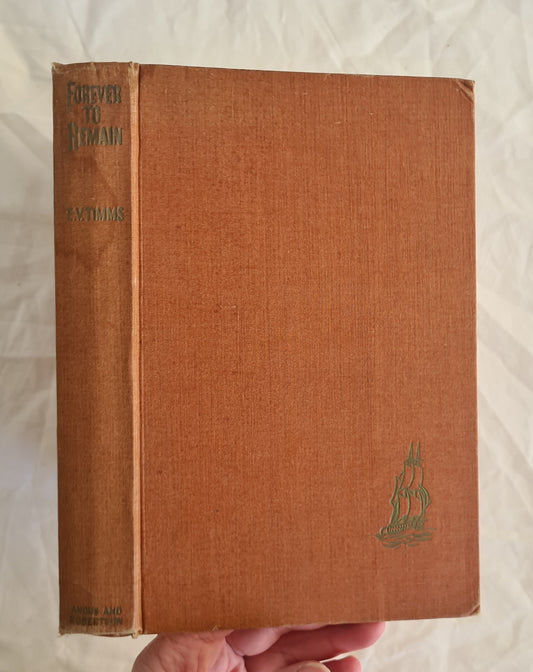 FOREVER
TO
REMAIN
E.V. TIMMS
ANGUS AND
ROBERTSON